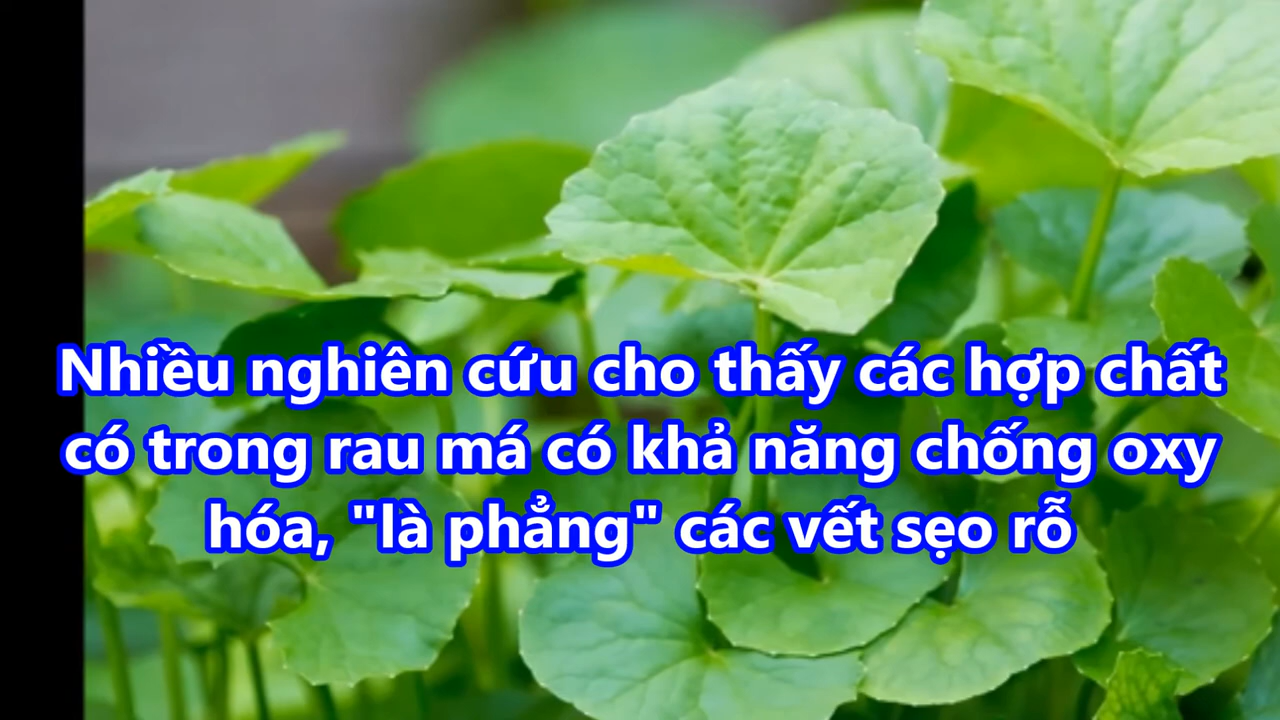 Nhiều nghiên cứu cho thấy các hợp chất
có trong rau má có khả năng chống oxy
hóa, "là phẳng" các vết sẹo rỗ